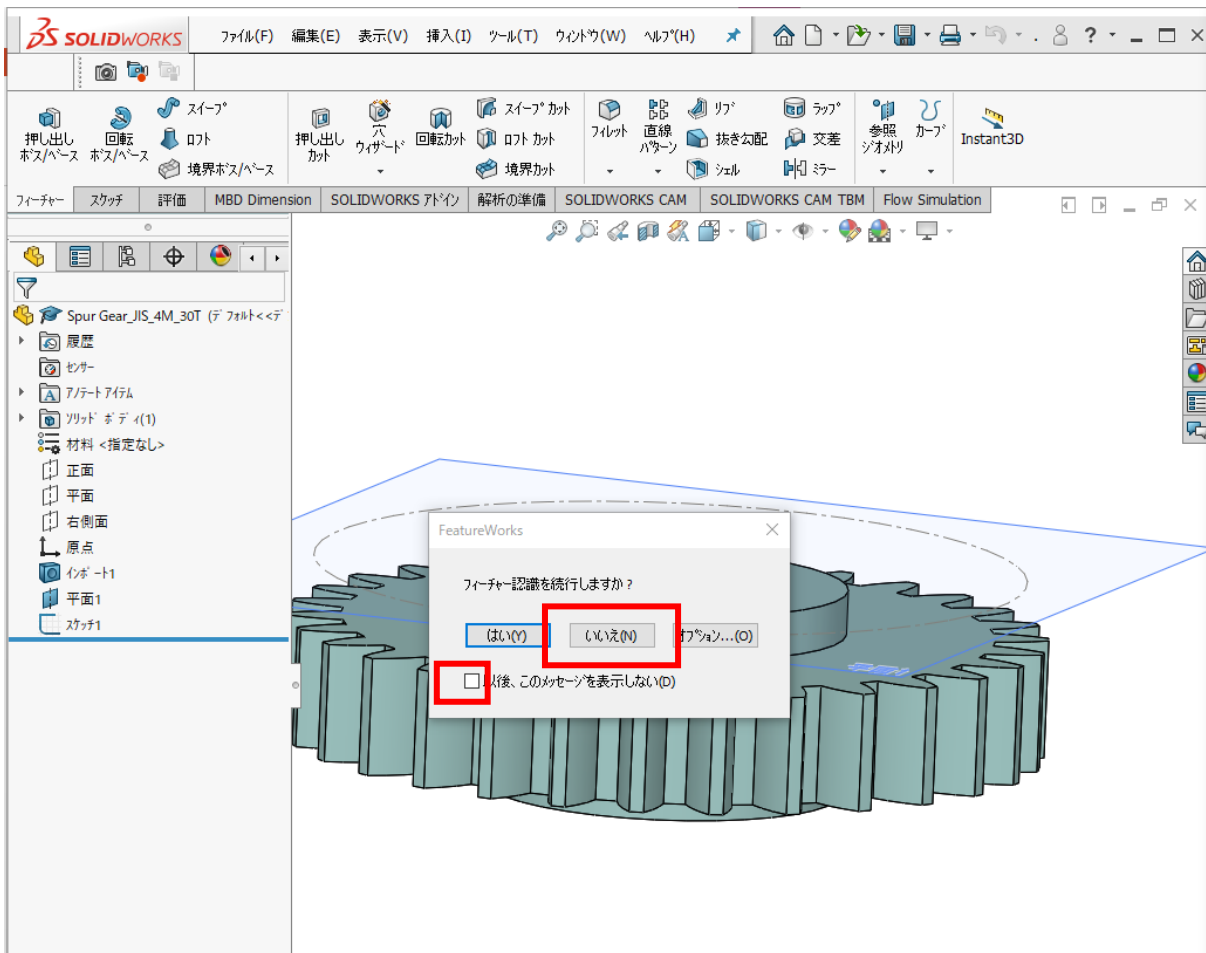 SOLIDWORKS ファイル(F) 編集(E) 表示(V) 挿入(I) ツール(T) ウィンドウ(W) ヘルプ(H)
押し出し ボス/ベース
回転 ボス/ベース
スイープ
ロフト
境界ボス/ベース
押し出し カット
穴 ウィザード
回転カット
スイープ カット
ロフト カット
境界カット
フィレット
直線 パターン
リブ
抜き勾配
シェル
ラップ
交差
ミラー
参照 ジオメトリ
カーブ
Instant3D
フィーチャー スケッチ 評価 MBD Dimension SOLIDWORKS アドイン 解析の準備 SOLIDWORKS CAM SOLIDWORKS CAM TBM Flow Simulation
Spur Gear_JIS_4M_30T (デフォルト<<デ
履歴
センサー
アノテート アイテム
ソリッド ボディ(1)
材料 <指定なし>
正面
平面
右側面
原点
インポート1
平面1
スケッチ1
FeatureWorks
フィーチャー認識を続行しますか?
はい(Y) いいえ(N) オプション...(O)
以後、このメッセージを表示しない(D)
平面1